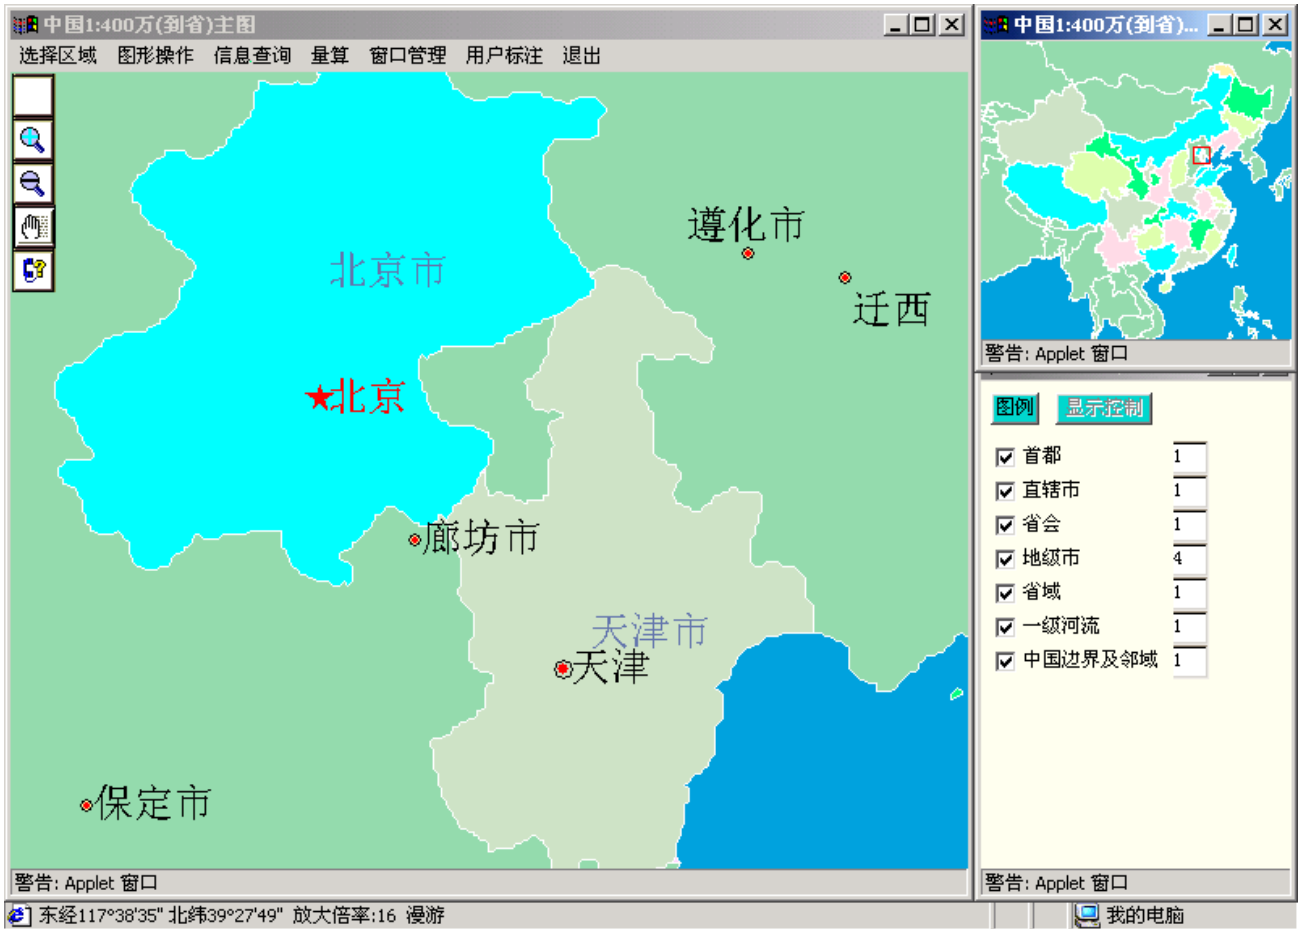 中国1:400万(到省)主图
选择区域 图形操作 信息查询 量算 窗口管理 用户标注 退出
北京市
北京
遵化市
迁西
廊坊市
天津市
天津
保定市
警告: Applet 窗口
中国1:400万(到省)...
警告: Applet 窗口
图例 显示控制
首都 1
直辖市 1
省会 1
地级市 4
省域 1
一级河流 1
中国边界及邻域 1
警告: Applet 窗口
东经117°38'35" 北纬39°27'49" 放大倍率:16 漫游
我的电脑